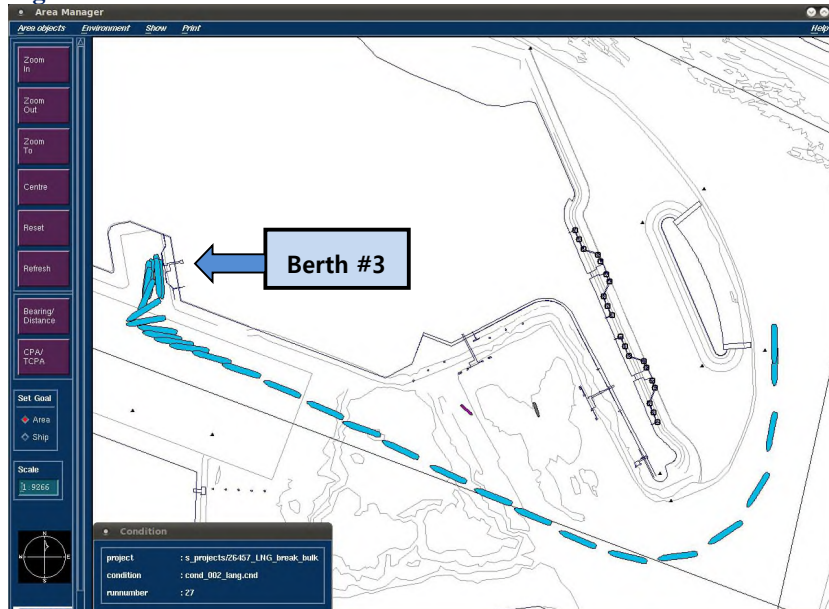 Area Manager
Area objects Environment Show Print Help
Zoom
In
Zoom
Out
Zoom
To
Centre
Reset
Refresh
Bearing/
Distance
CPA/
TCPA
Set Goal
Area
Ship
Scale
1.9266
N
W E
S
Berth #3
Condition
project : s_projects/26457_LNG_break_bulk
condition : cond_002_lang.cnd
runnumber : 27